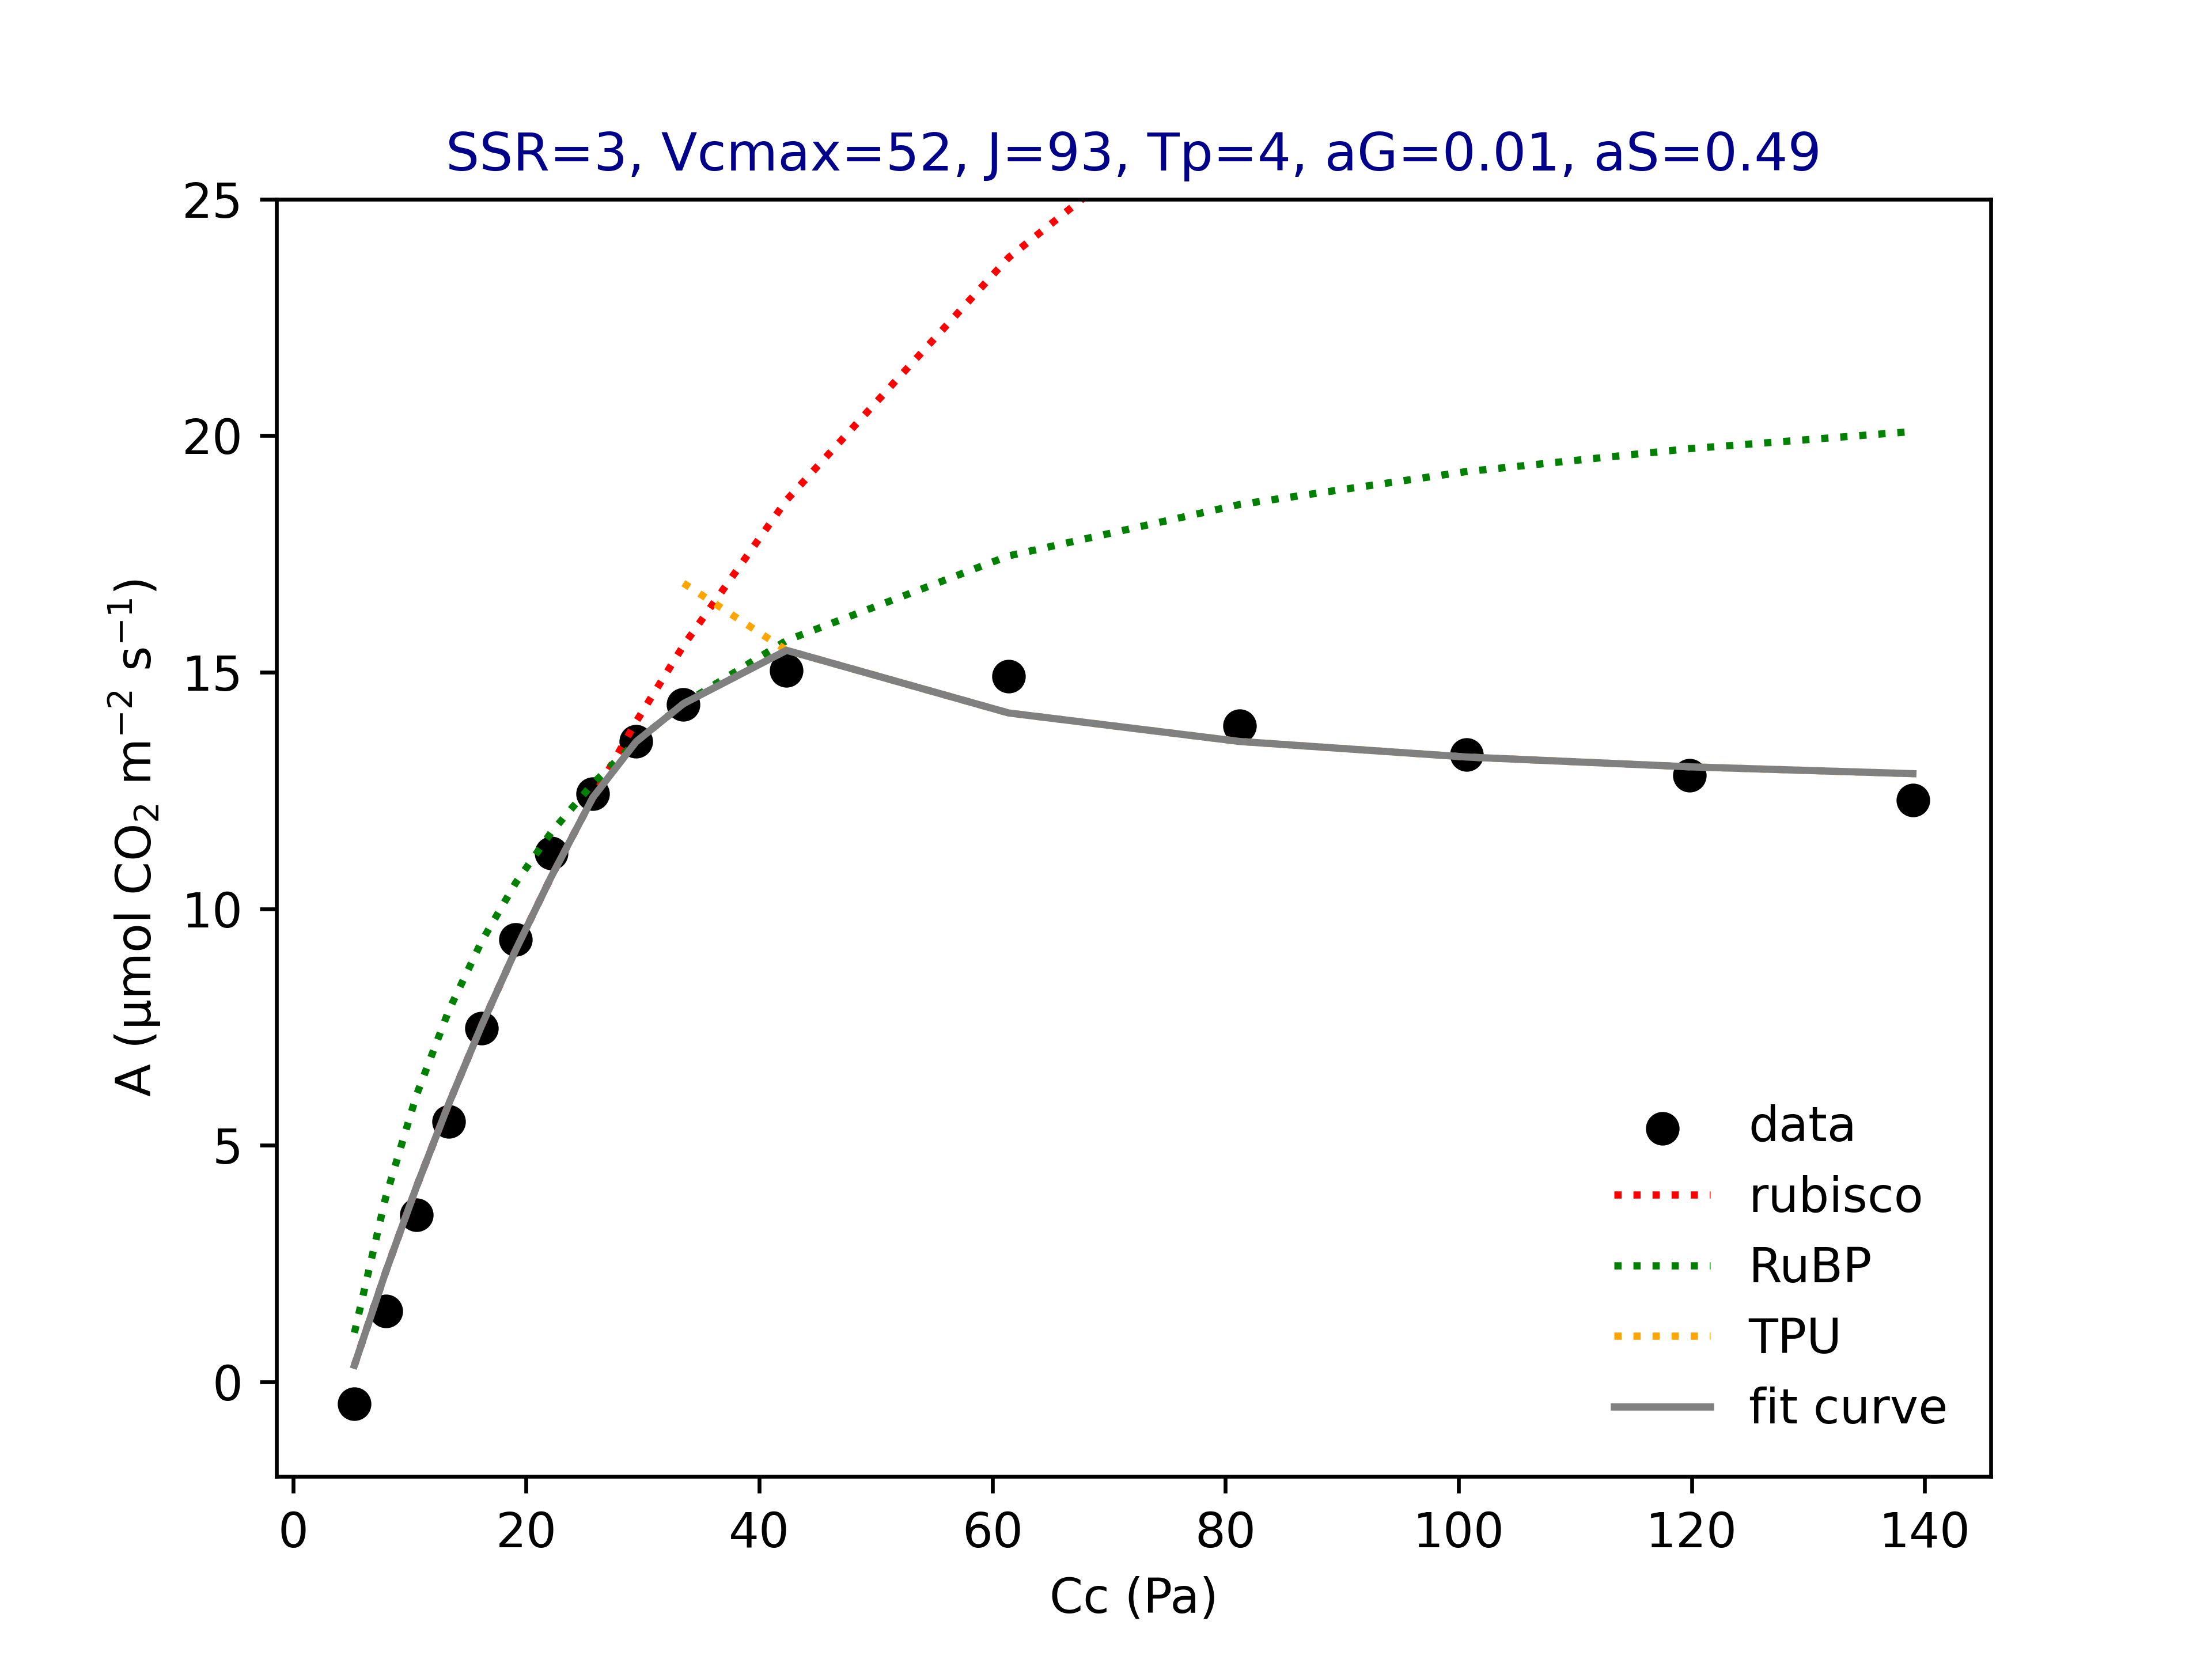 SSR=3, Vcmax=52, J=93, Tp=4, aG=0.01, aS=0.49
A (µmol CO₂ m⁻² s⁻¹)
25
20
15
10
5
0
data
rubisco
RuBP
TPU
fit curve
0 20 40 60 80 100 120 140
Cc (Pa)